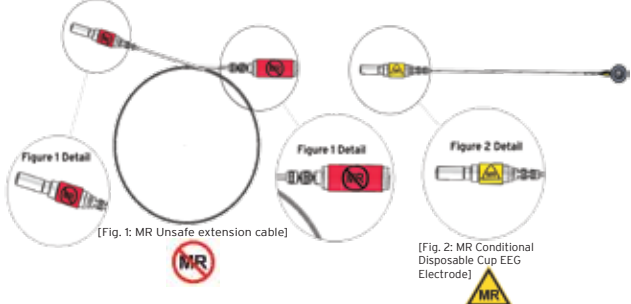 Figure 1 Detail
Figure 1 Detail
Figure 2 Detail
[Fig. 1: MR Unsafe extension cable]
MR
[Fig. 2: MR Conditional
Disposable Cup EEG
Electrode]
MR